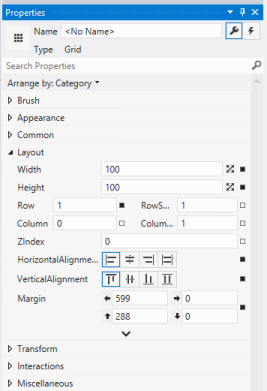 Properties
Name <No Name>
Type Grid
Search Properties
Arrange by: Category
Brush
Appearance
Common
Layout
Width 100
Height 100
Row 1 RowS... 1
Column 0 Colum... 1
ZIndex 0
HorizontalAlignme...
VerticalAlignment
Margin 599 0
288 0
Transform
Interactions
Miscellaneous